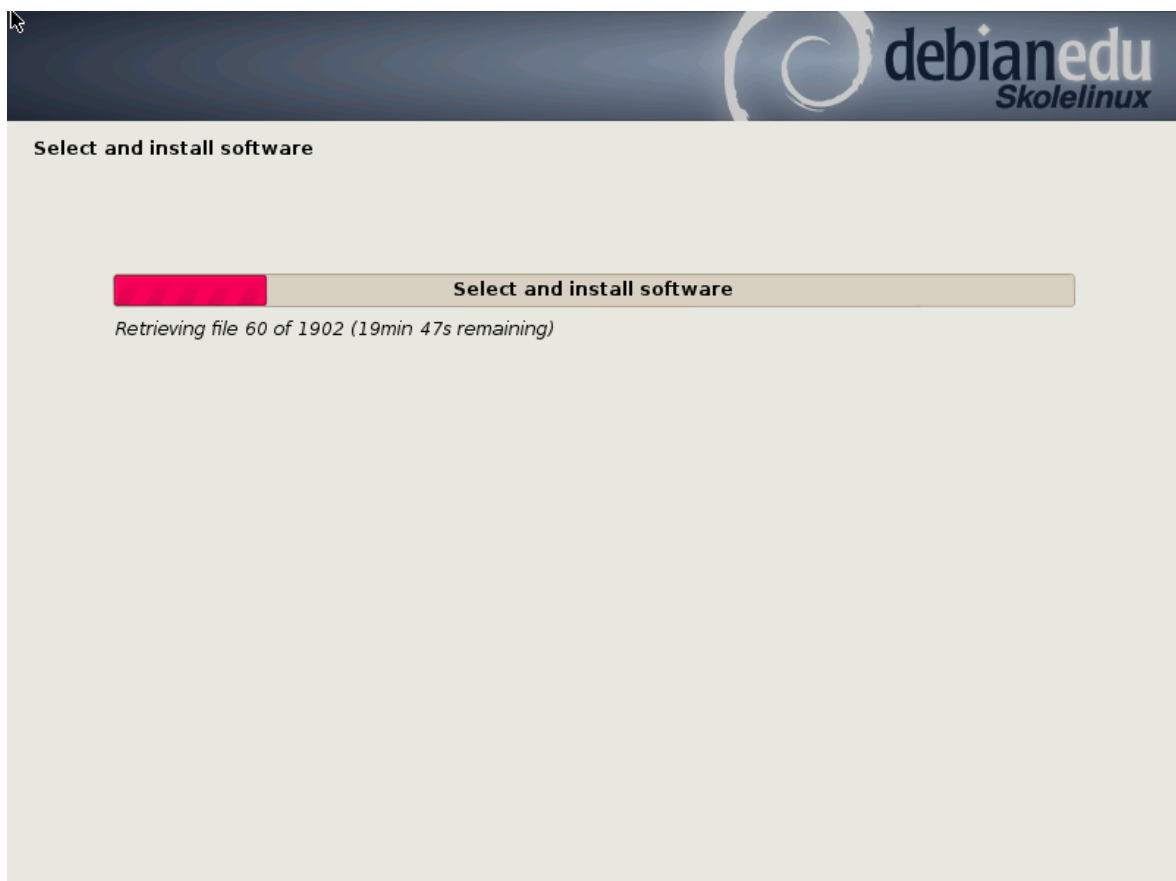 debianedu
Skolelinux
Select and install software
Select and install software
Retrieving file 60 of 1902 (19min 47s remaining)